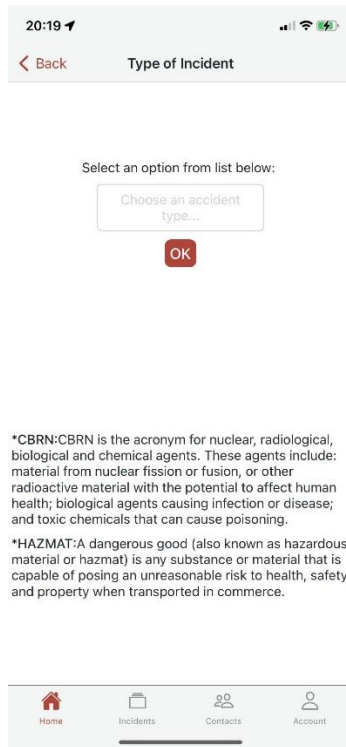 20:19
Back Type of Incident
Select an option from list below:
Choose an accident
type...
OK
*CBRN:CBRN is the acronym for nuclear, radiological,
biological and chemical agents. These agents include:
material from nuclear fission or fusion, or other
radioactive material with the potential to affect human
health; biological agents causing infection or disease;
and toxic chemicals that can cause poisoning.
*HAZMAT:A dangerous good (also known as hazardous
material or hazmat) is any substance or material that is
capable of posing an unreasonable risk to health, safety
and property when transported in commerce.
Home Incidents Contacts Account